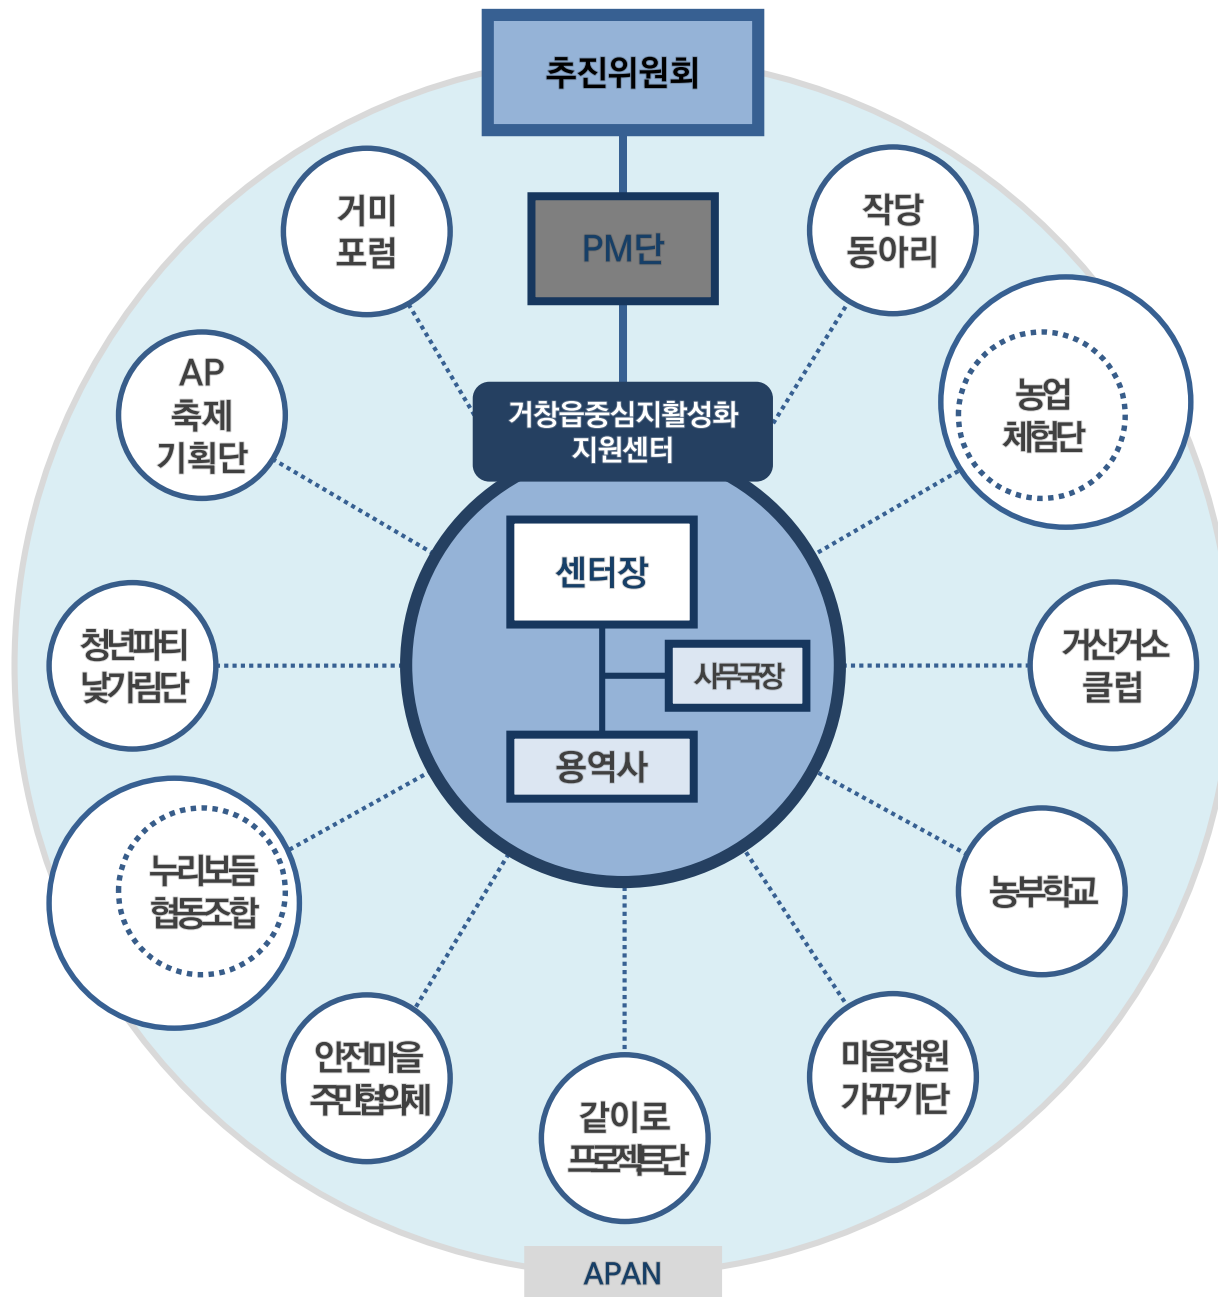 추진위원회
PM단
거창읍중심지활성화
지원센터
센터장
사무국장
용역사
거미
포럼
작당
동아리
AP
축제
기획단
농업
체험단
청년파티
낯가림단
거산거소
클럽
누리보듬
협동조합
농부학교
안전마을
주민협의체
같이로
프로젝트단
마을정원
가꾸기단
APAN